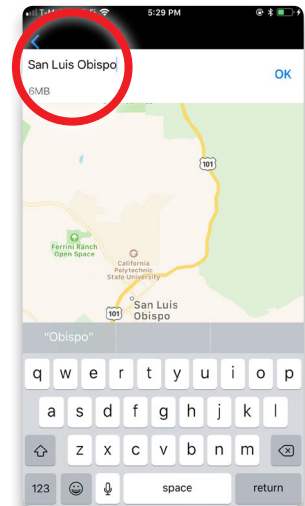 5:29 PM
San Luis Obispo
OK
6MB
101
Ferrini Ranch
Open Space
California
Polytechnic
State University
San Luis
Obispo
101
"Obispo"
q w e r t y u i o p
a s d f g h j k l
z x c v b n m
123 space return